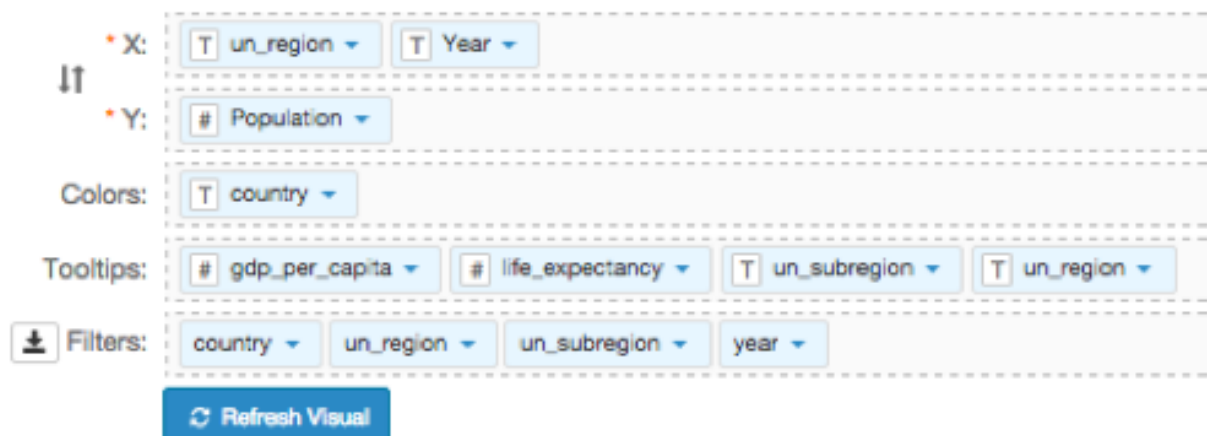 * X: T un_region T Year
* Y: # Population
Colors: T country
Tooltips: # gdp_per_capita # life_expectancy T un_subregion T un_region
Filters: country un_region un_subregion year
Refresh Visual